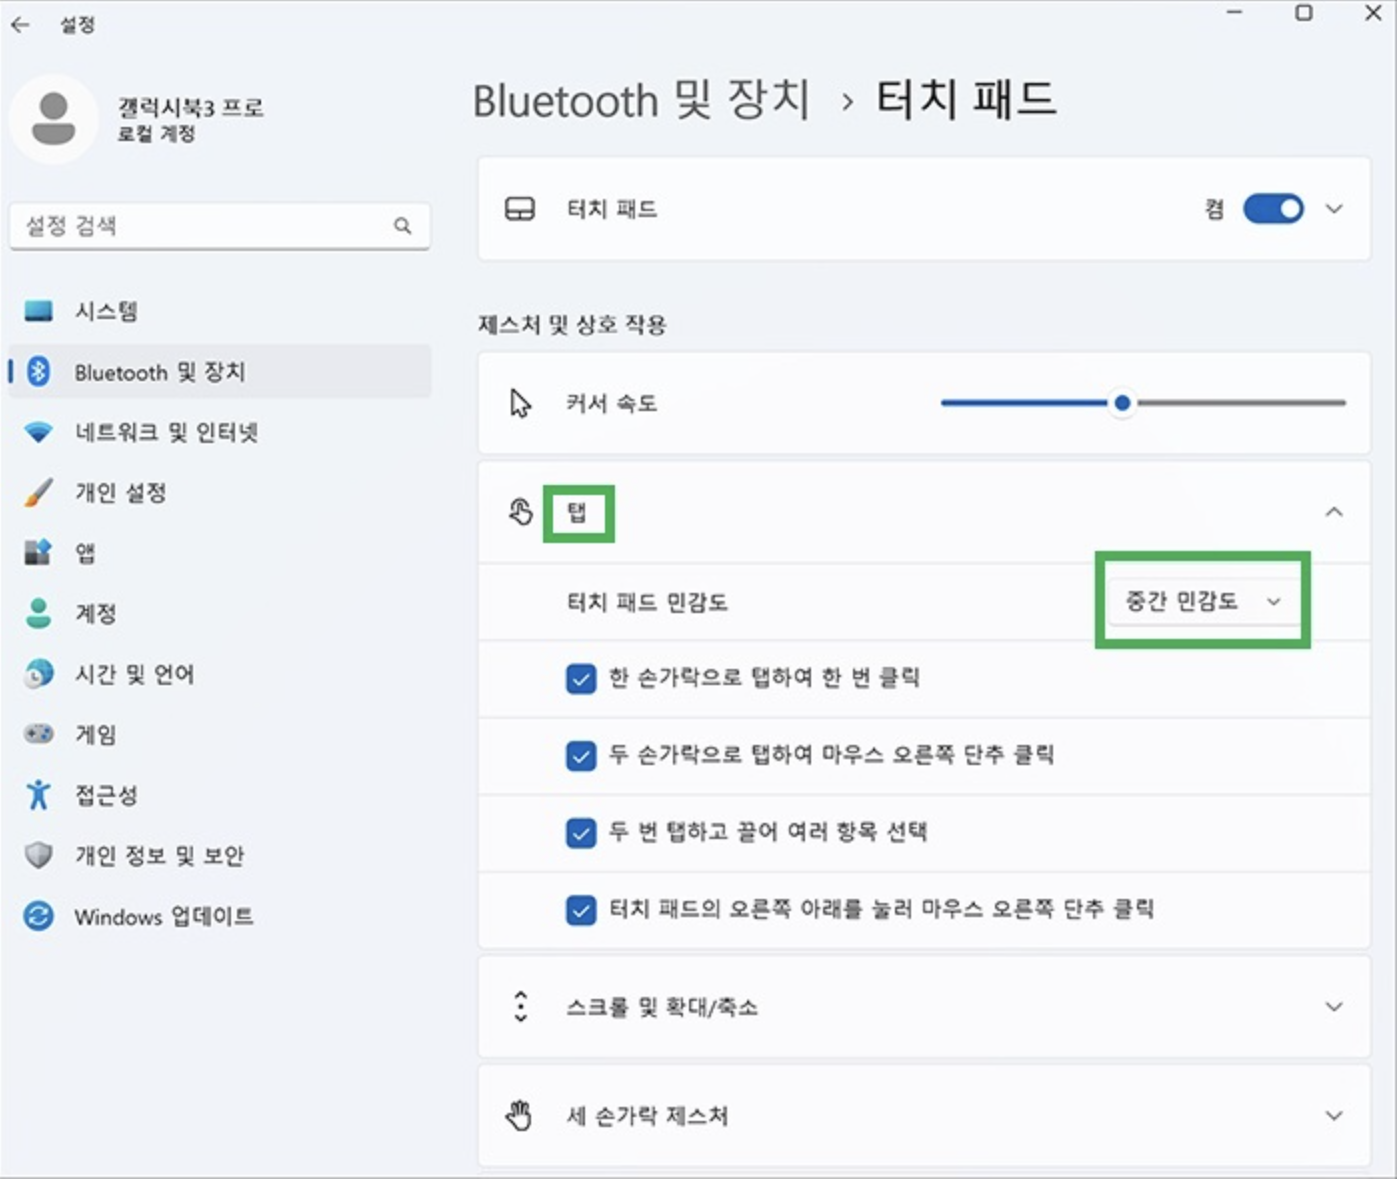 설정
갤럭시북3 프로
로컬 계정
설정 검색
시스템
Bluetooth 및 장치
네트워크 및 인터넷
개인 설정
앱
계정
시간 및 언어
게임
접근성
개인 정보 및 보안
Windows 업데이트
Bluetooth 및 장치 › 터치 패드
터치 패드 켬
제스처 및 상호 작용
커서 속도
탭
터치 패드 민감도 중간 민감도
한 손가락으로 탭하여 한 번 클릭
두 손가락으로 탭하여 마우스 오른쪽 단추 클릭
두 번 탭하고 끌어 여러 항목 선택
터치 패드의 오른쪽 아래를 눌러 마우스 오른쪽 단추 클릭
스크롤 및 확대/축소
세 손가락 제스처